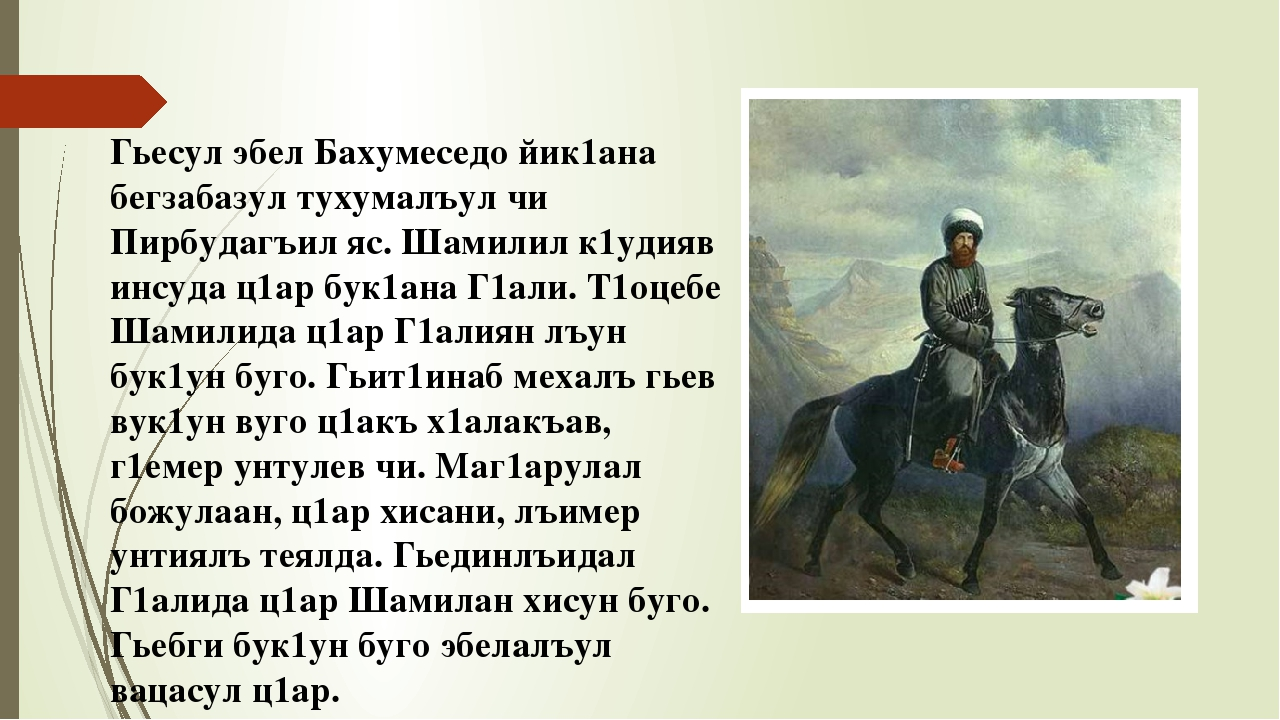 Гьесул эбел Бахумеседо йик1ана
бегзабазул тухумалъул чи
Пирбудагъил яс. Шамилил к1удияв
инсуда ц1ар бук1ана Г1али. Т1оцебе
Шамилида ц1ар Г1алиян лъун
бук1ун буго. Гьит1инаб мехалъ гьев
вук1ун вуго ц1акъ х1алакъав,
г1емер унтулев чи. Маг1арулал
божулаан, ц1ар хисани, лъимер
унтиялъ теялда. Гьединлъидал
Г1алида ц1ар Шамилан хисун буго.
Гьебги бук1ун буго эбелалъул
вацасул ц1ар.